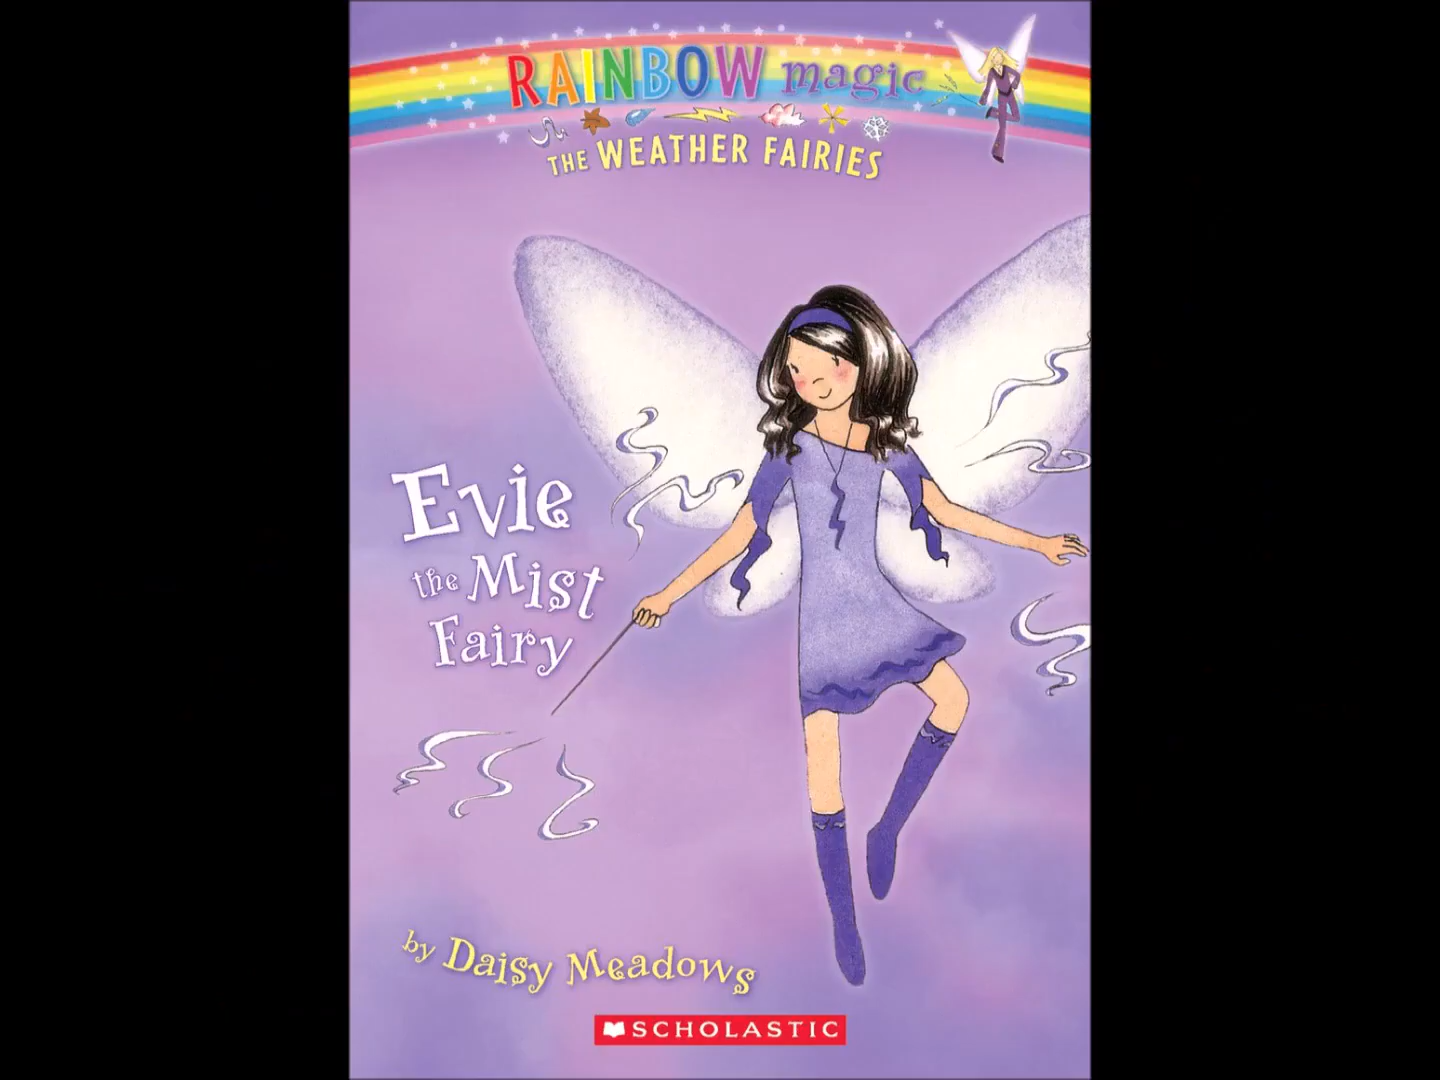 RAINBOW magic
THE WEATHER FAIRIES
Evie
the Mist
Fairy
by Daisy Meadows
SCHOLASTIC